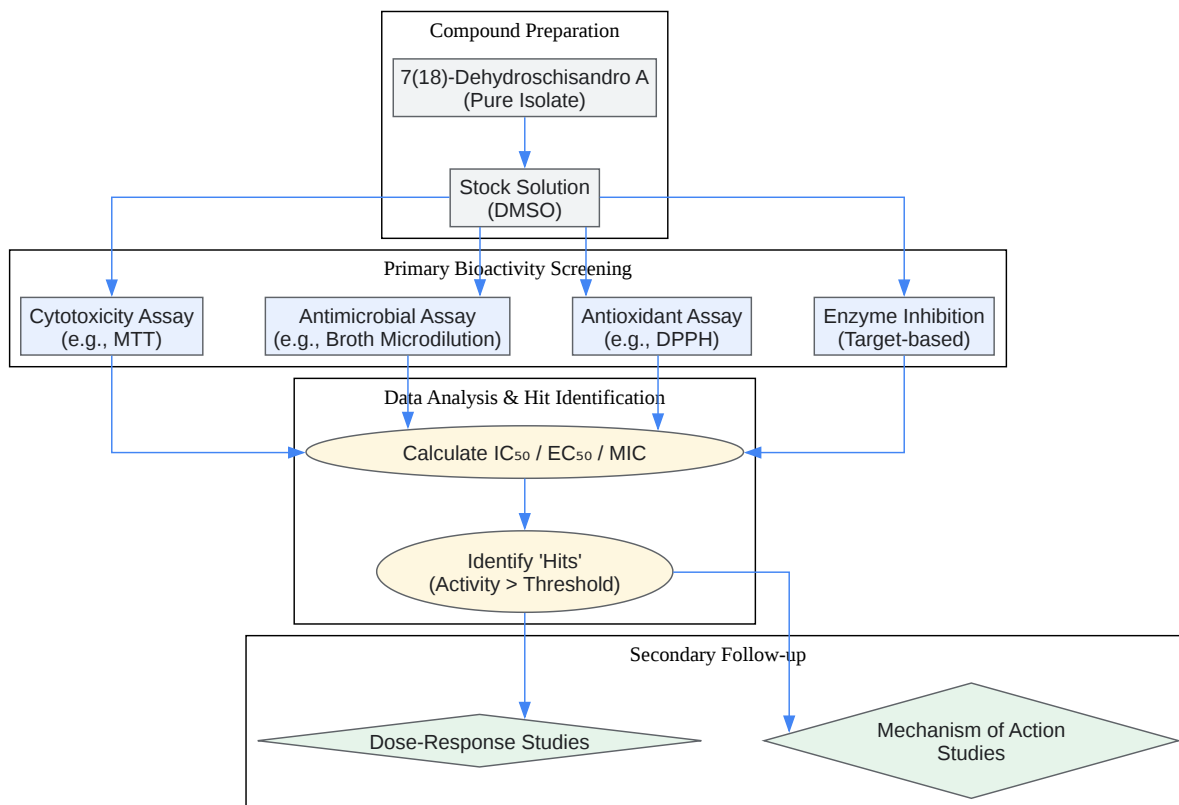 Compound Preparation
7(18)-Dehydroschisandro A
(Pure Isolate)
Stock Solution
(DMSO)
Primary Bioactivity Screening
Cytotoxicity Assay
(e.g., MTT)
Antimicrobial Assay
(e.g., Broth Microdilution)
Antioxidant Assay
(e.g., DPPH)
Enzyme Inhibition
(Target-based)
Data Analysis & Hit Identification
Calculate IC₅₀ / EC₅₀ / MIC
Identify 'Hits'
(Activity > Threshold)
Secondary Follow-up
Dose-Response Studies
Mechanism of Action
Studies